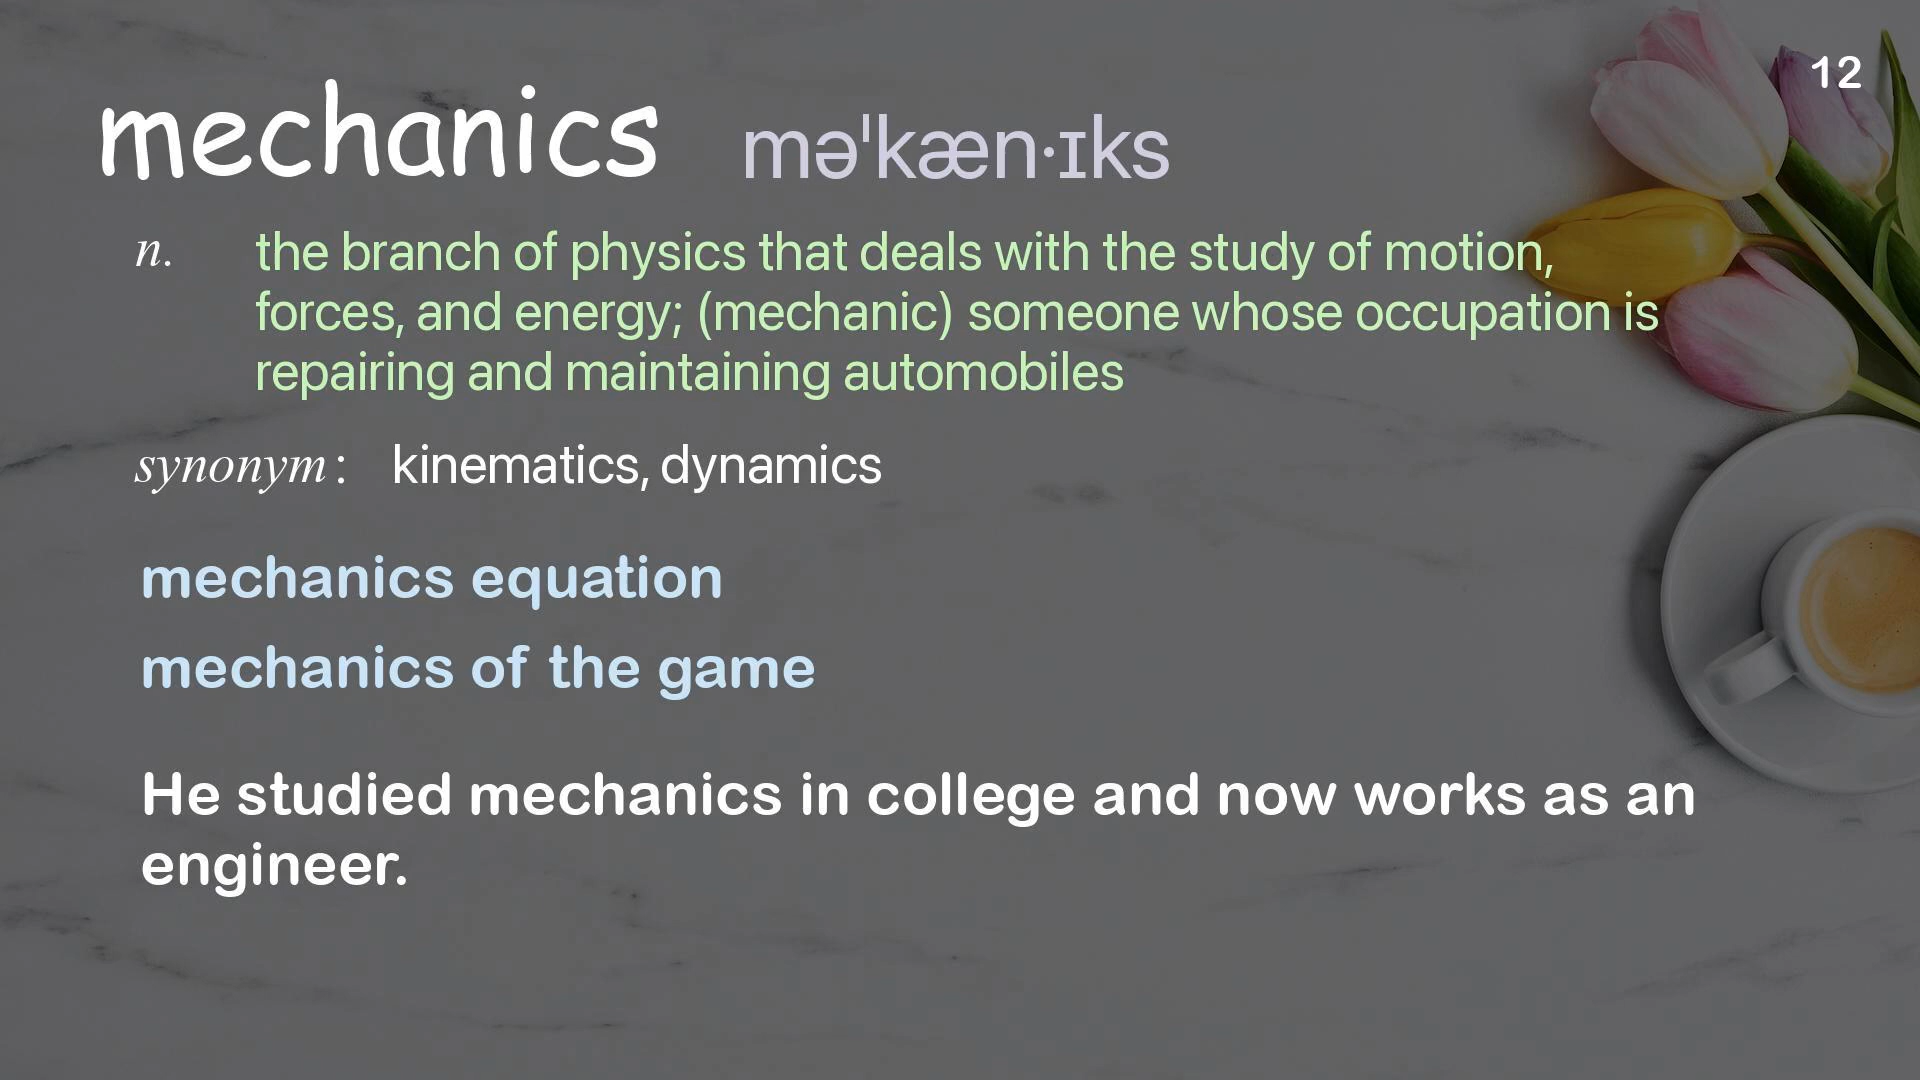 12
mechanics məˈkæn·ɪks
n. the branch of physics that deals with the study of motion,
forces, and energy; (mechanic) someone whose occupation is
repairing and maintaining automobiles
synonym: kinematics, dynamics
mechanics equation
mechanics of the game
He studied mechanics in college and now works as an
engineer.